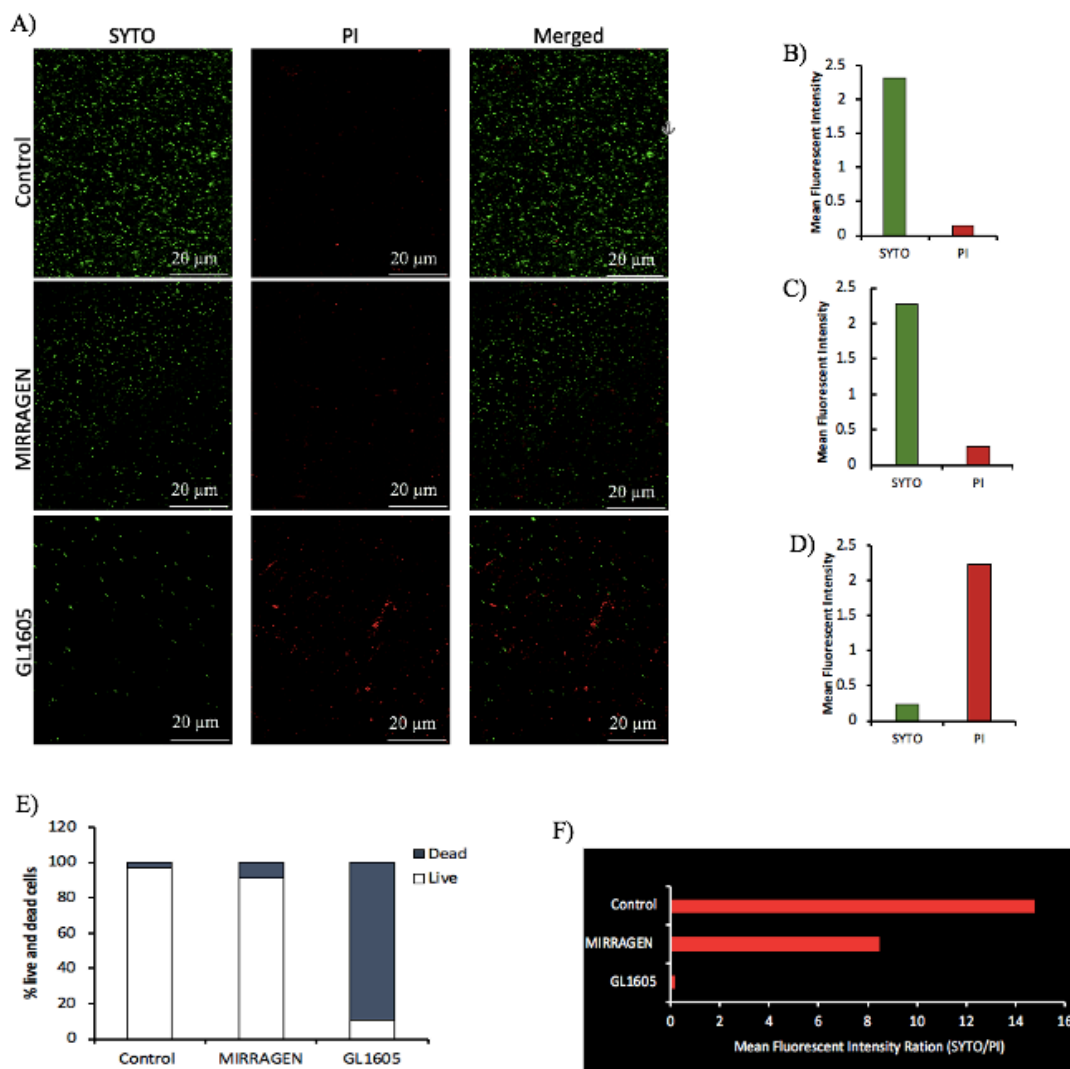 A)
SYTO PI Merged
Control
20 µm 20 µm 20 µm
MIRRAGEN
20 µm 20 µm 20 µm
GL1605
20 µm 20 µm 20 µm
B)
Mean Fluorescent Intensity
2.5
2
1.5
1
0.5
0
SYTO PI
C)
Mean Fluorescent Intensity
2.5
2
1.5
1
0.5
0
SYTO PI
D)
Mean Fluorescent Intensity
2.5
2
1.5
1
0.5
0
SYTO PI
E)
% live and dead cells
120
100
80
60
40
20
0
Control MIRRAGEN GL1605
Dead
Live
F)
Control
MIRRAGEN
GL1605
0 2 4 6 8 10 12 14 16
Mean Fluorescent Intensity Ration (SYTO/PI)